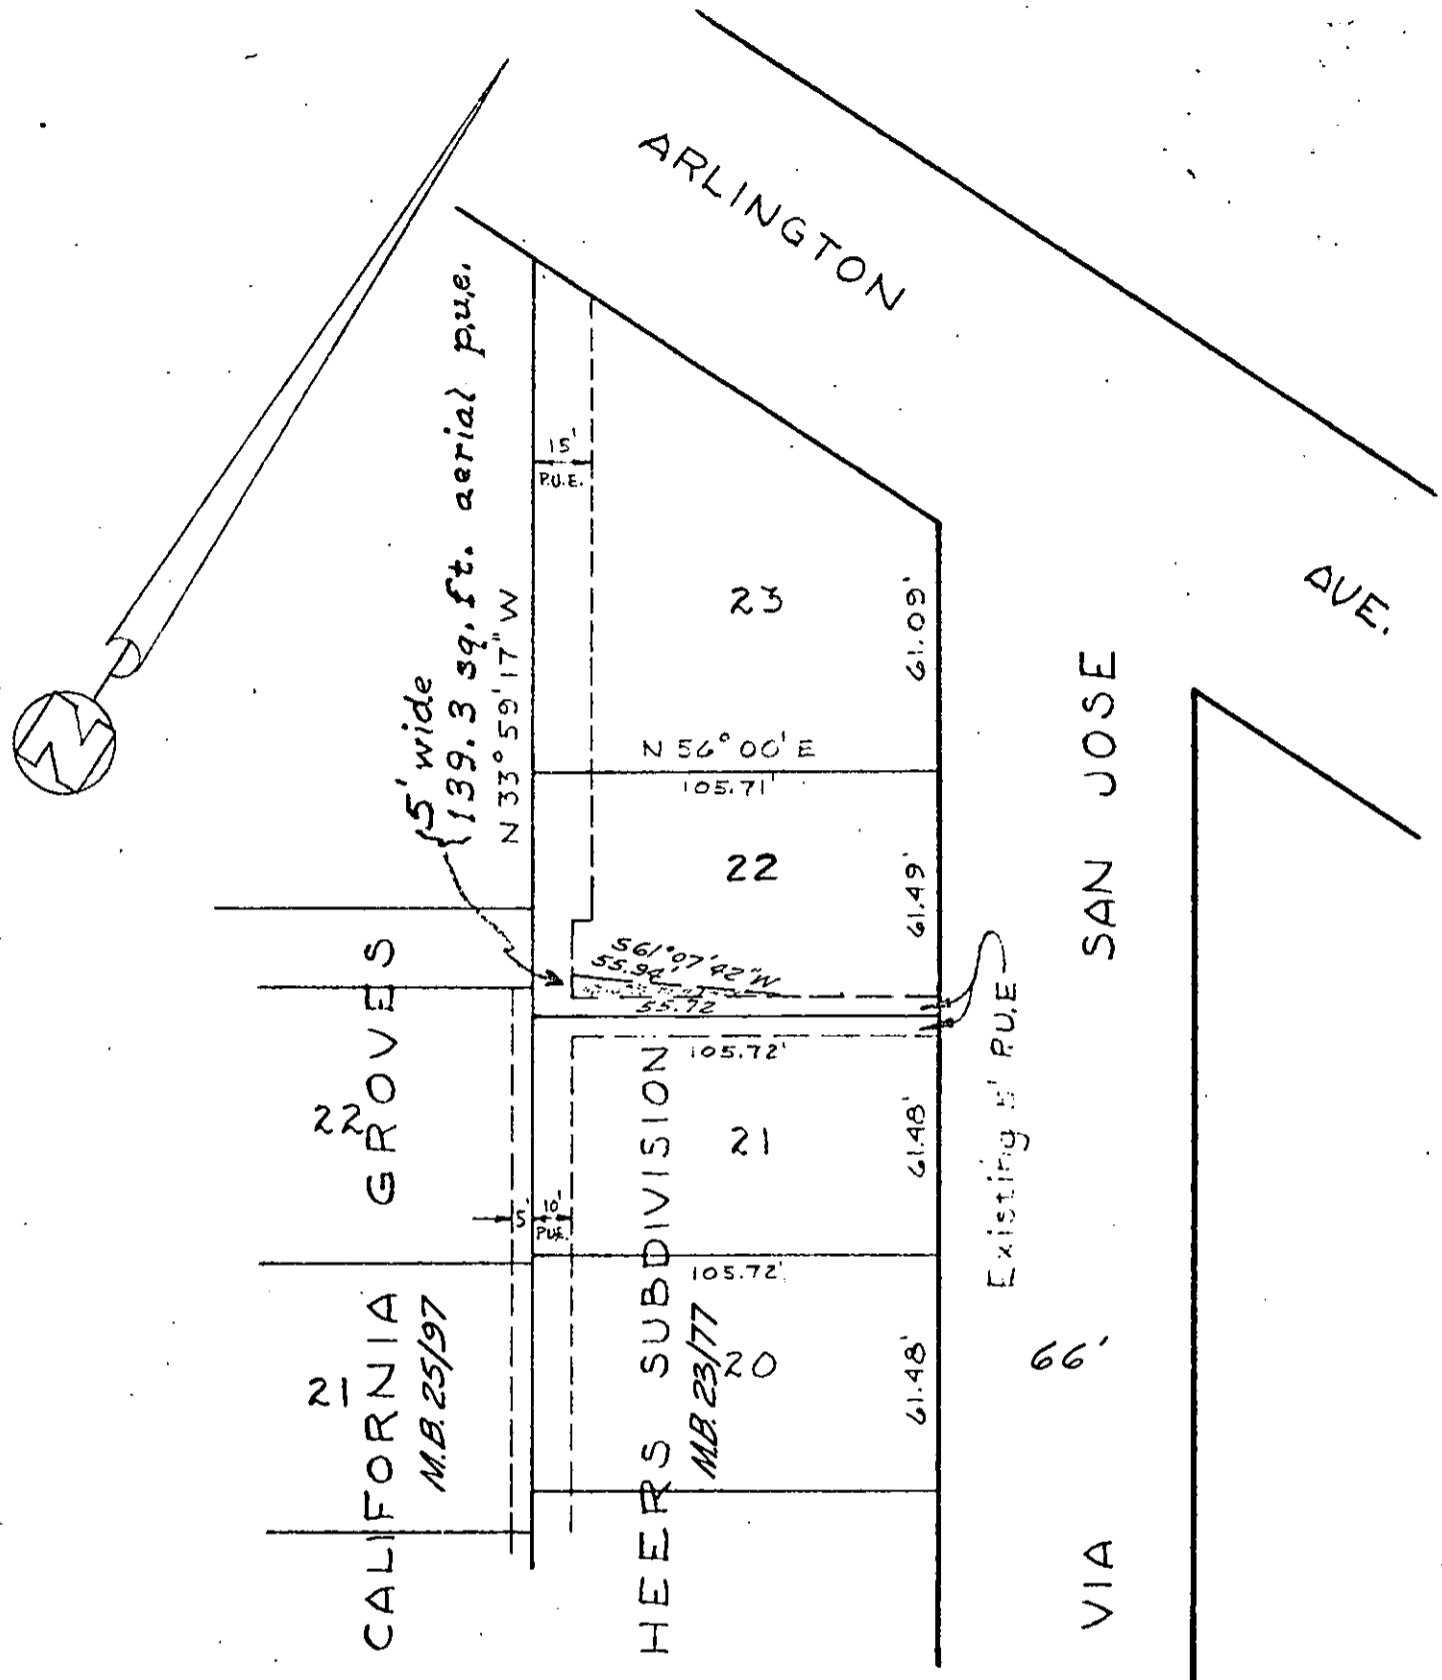 ARLINGTON
AVE.
5' wide
139.3 sq. ft. aerial p.u.e.
N 33° 59' 17" W
15'
P.U.E.
23
61.09'
N 56° 00' E
105.71'
22
61.49'
S61°07'42"W
55.94'
55.72
105.72'
21
61.48'
Existing 5' P.U.E
5'
10'
P.U.E.
105.72'
20
61.48'
66'
22
21
CALIFORNIA GROVES
M.B. 25/97
HEERS SUBDIVISION
M.B. 23/77
VIA SAN JOSE
N